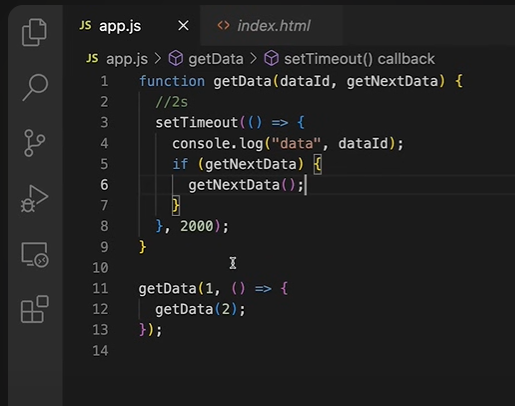 JS app.js × <> index.html
JS app.js > getData > setTimeout() callback
1 function getData(dataId, getNextData) {
2 //2s
3 setTimeout(() => {
4 console.log("data", dataId);
5 if (getNextData) {
6 getNextData();
7 }
8 }, 2000);
9 }
10
11 getData(1, () => {
12 getData(2);
13 });
14